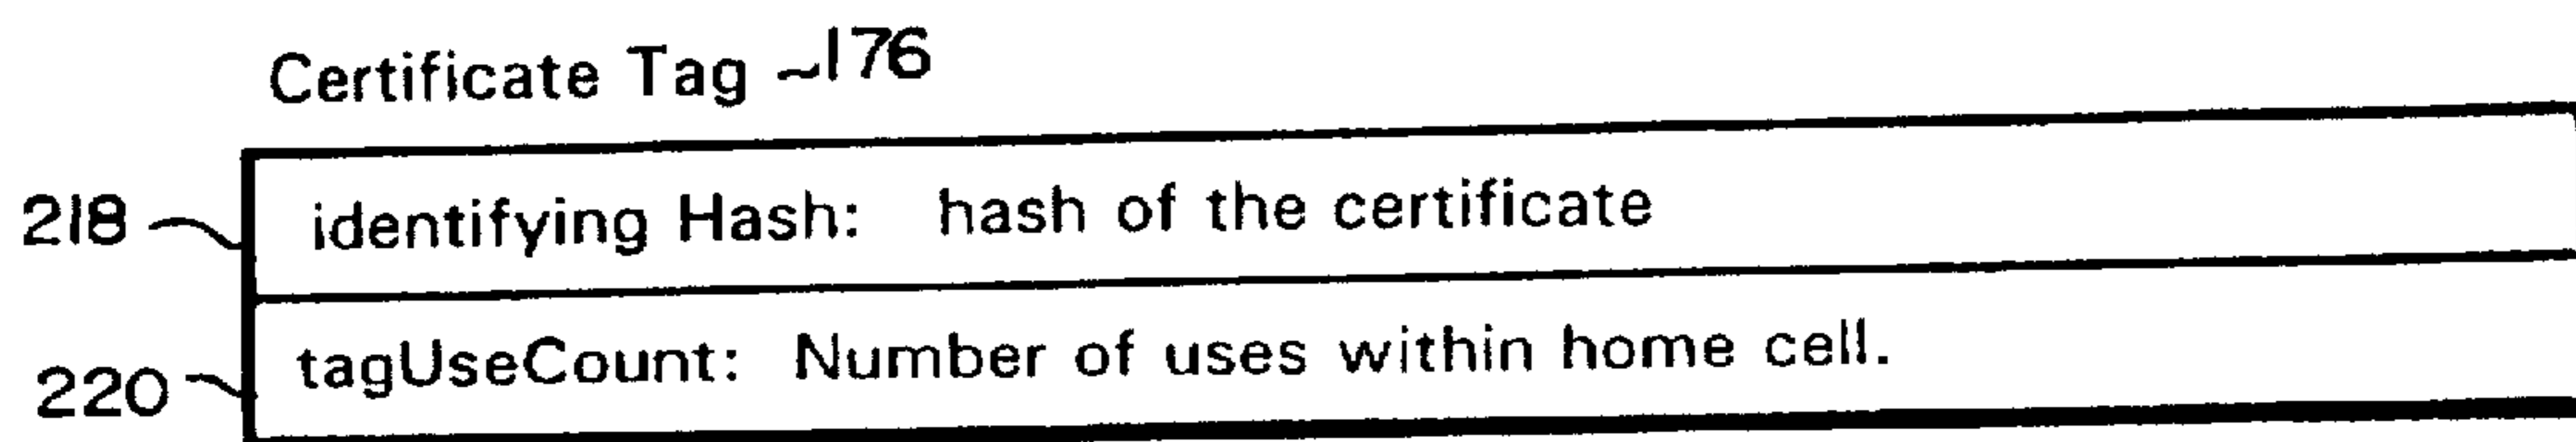 Certificate Tag ~176
218 identifying Hash: hash of the certificate
220 tagUseCount: Number of uses within home cell.